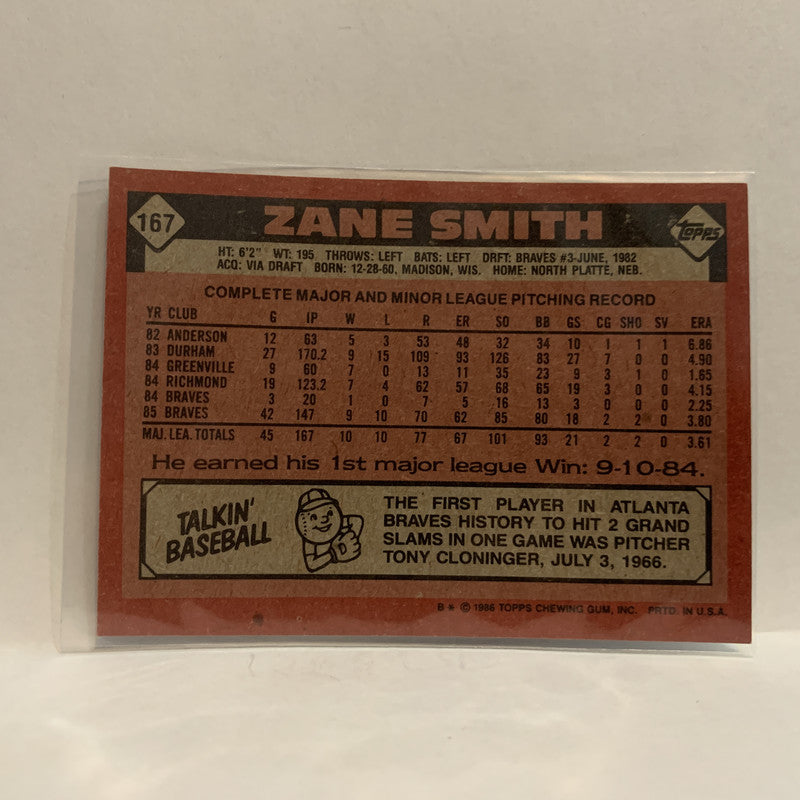 167 ZANE SMITH Topps
HT: 6'2" WT: 195 THROWS: LEFT BATS: LEFT DRFT: BRAVES #3-JUNE, 1982
ACQ: VIA DRAFT BORN: 12-28-60, MADISON, WIS. HOME: NORTH PLATTE, NEB.
COMPLETE MAJOR AND MINOR LEAGUE PITCHING RECORD
YR CLUB G IP W L R ER SO BB GS CG SHO SV ERA
82 ANDERSON 12 63 5 3 53 48 32 34 10 1 1 1 6.86
83 DURHAM 27 170.2 9 15 109 93 126 83 27 7 0 0 4.90
84 GREENVILLE 9 60 7 0 13 11 35 23 9 3 1 0 1.65
84 RICHMOND 19 123.2 7 4 62 57 68 65 19 3 0 0 4.15
84 BRAVES 3 20 1 0 7 5 16 13 3 0 0 0 2.25
85 BRAVES 42 147 9 10 70 62 85 80 18 2 2 0 3.80
MAJ. LEA. TOTALS 45 167 10 10 77 67 101 93 21 2 2 0 3.61
He earned his 1st major league Win: 9-10-84.
TALKIN'
BASEBALL
THE FIRST PLAYER IN ATLANTA
BRAVES HISTORY TO HIT 2 GRAND
SLAMS IN ONE GAME WAS PITCHER
TONY CLONINGER, JULY 3, 1966.
B * © 1986 TOPPS CHEWING GUM, INC. PRTD. IN U.S.A.